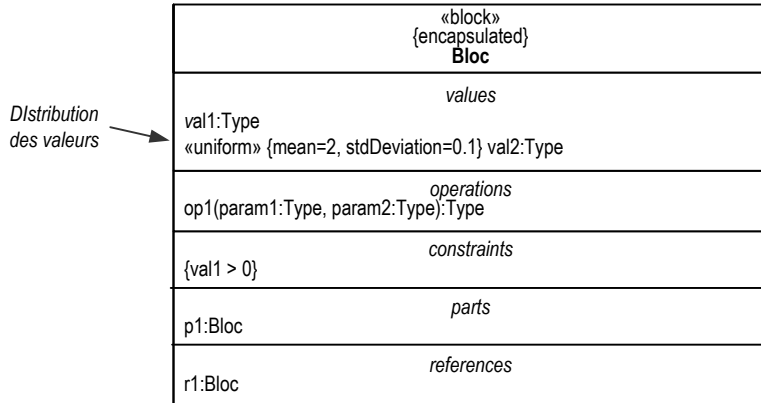 «block»
{encapsulated}
Bloc
values
val1:Type
«uniform» {mean=2, stdDeviation=0.1} val2:Type
DIstribution
des valeurs
operations
op1(param1:Type, param2:Type):Type
constraints
{val1 > 0}
parts
p1:Bloc
references
r1:Bloc